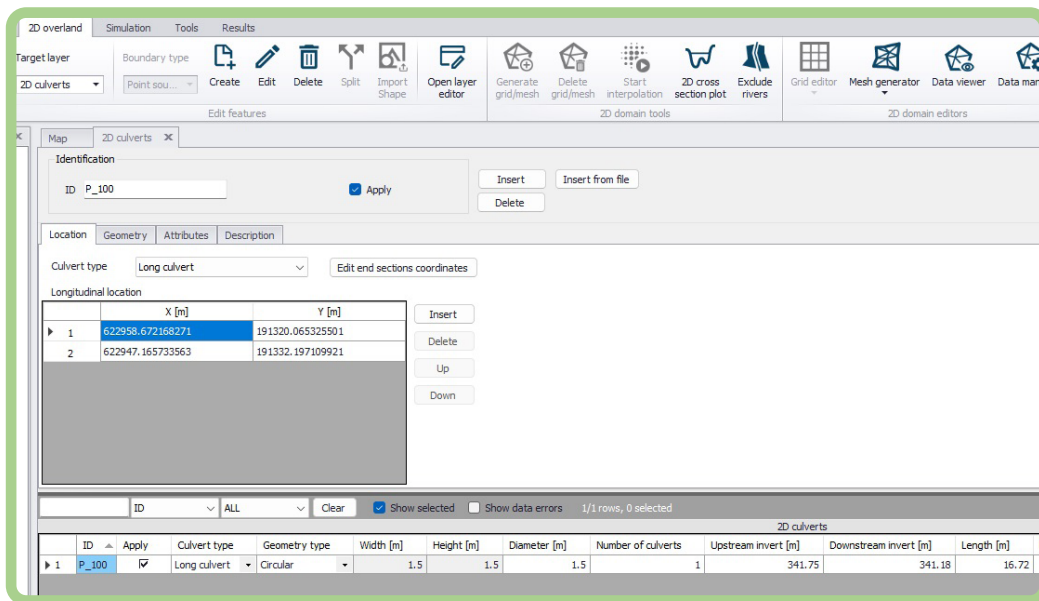 2D overland Simulation Tools Results
Target layer Boundary type
2D culverts Point sou... Create Edit Delete Split Import Shape Open layer editor Generate grid/mesh Delete grid/mesh Start interpolation 2D cross section plot Exclude rivers Grid editor Mesh generator Data viewer Data mar
Edit features 2D domain tools 2D domain editors
Map 2D culverts
Identification
ID P_100 Apply Insert Insert from file
Delete
Location Geometry Attributes Description
Culvert type Long culvert Edit end sections coordinates
Longitudinal location
X [m] Y [m] Insert
1 622958.672168271 191320.065325501
Delete
2 622947.165733563 191332.197109921
Up
Down
ID ALL Clear Show selected Show data errors 1/1 rows, 0 selected
2D culverts
ID Apply Culvert type Geometry type Width [m] Height [m] Diameter [m] Number of culverts Upstream invert [m] Downstream invert [m] Length [m]
1 P_100 Long culvert Circular 1.5 1.5 1.5 1 341.75 341.18 16.72